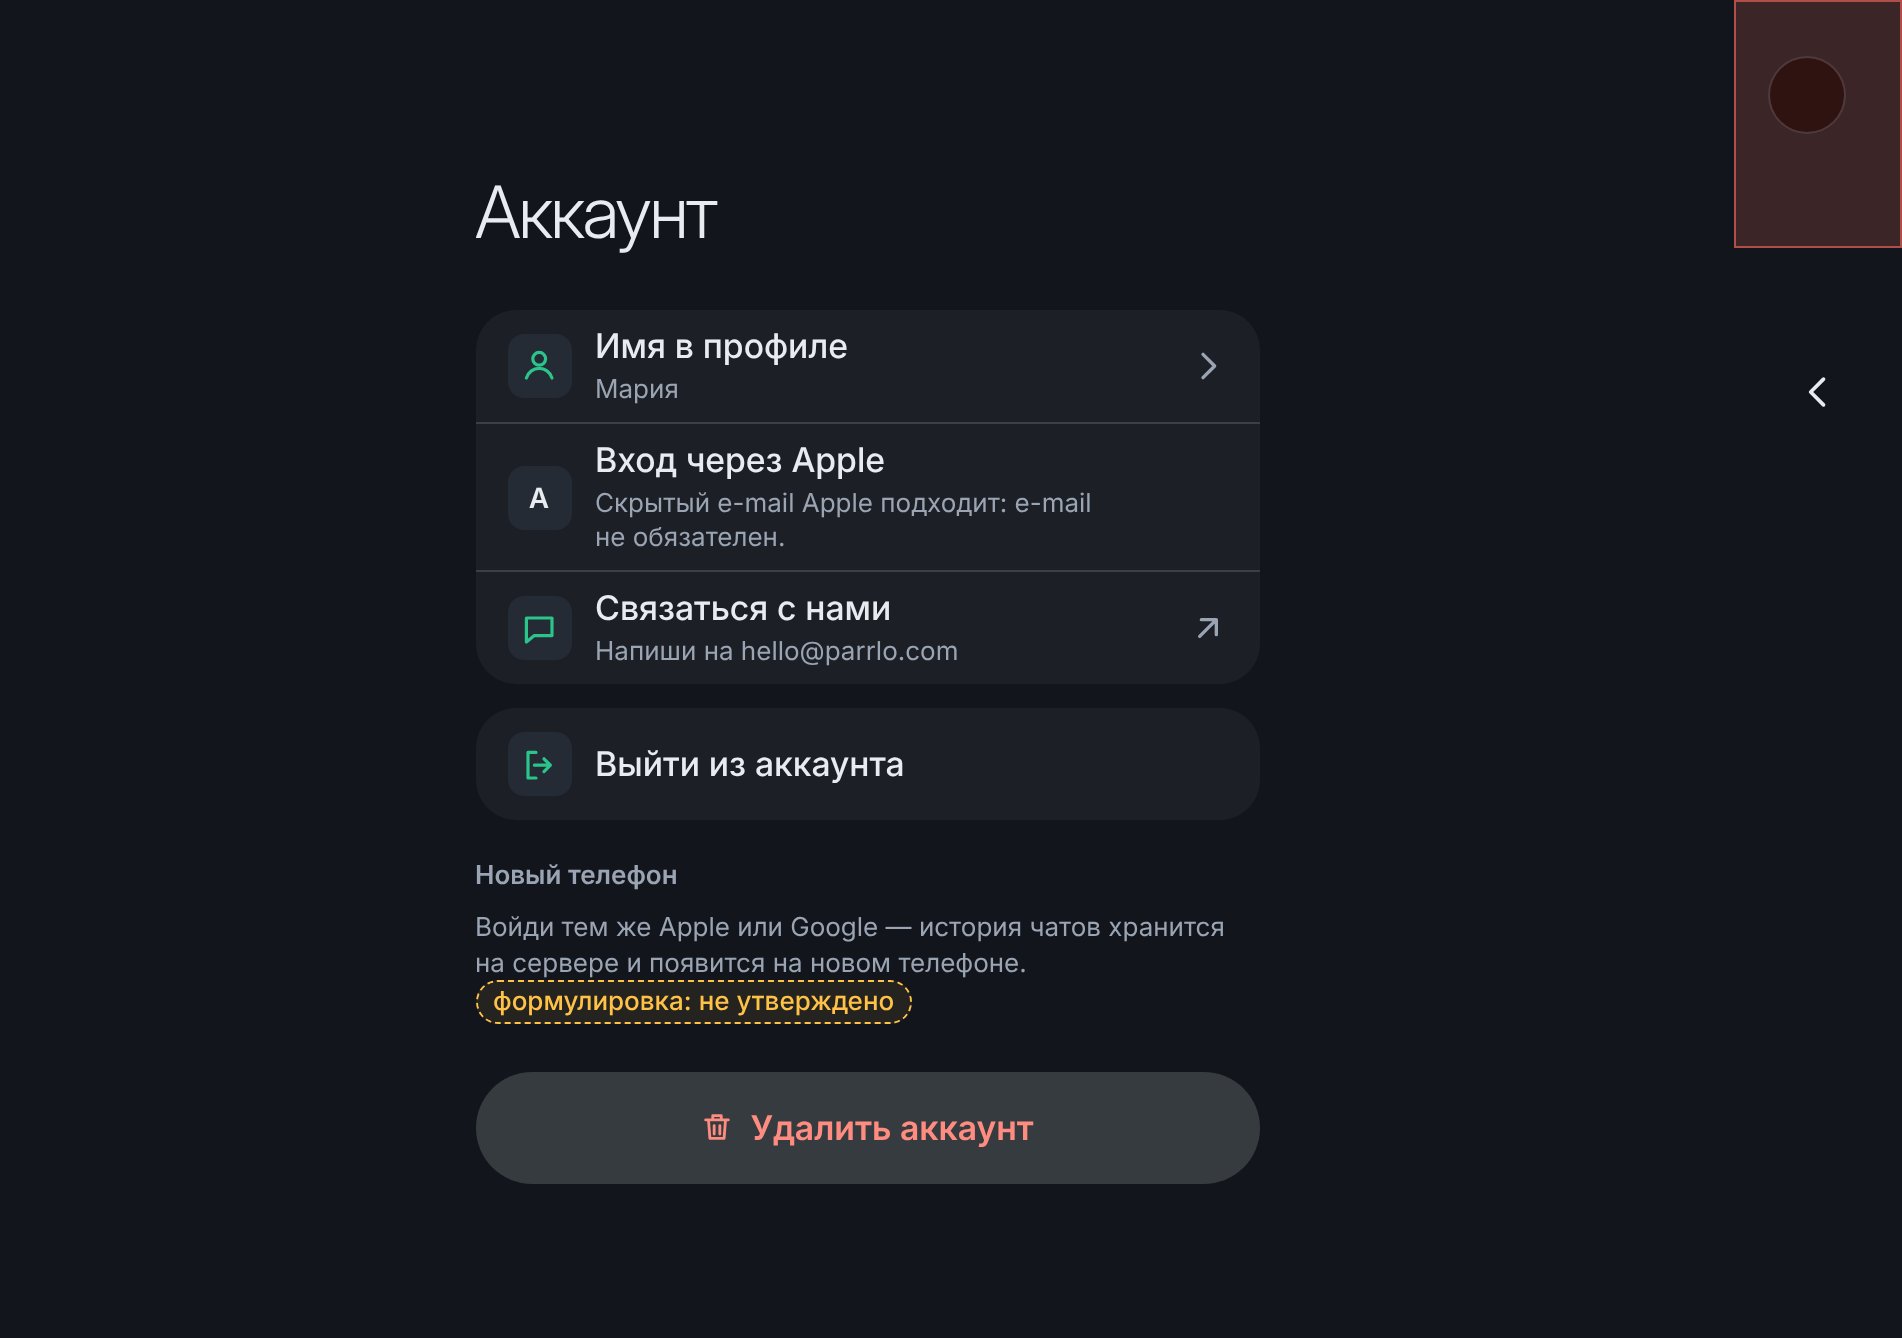 Аккаунт
Имя в профиле
Мария
A
Вход через Apple
Скрытый e-mail Apple подходит: e-mail
не обязателен.
Связаться с нами
Напиши на hello@parrlo.com
Выйти из аккаунта
Новый телефон
Войди тем же Apple или Google — история чатов хранится
на сервере и появится на новом телефоне.
формулировка: не утверждено
Удалить аккаунт